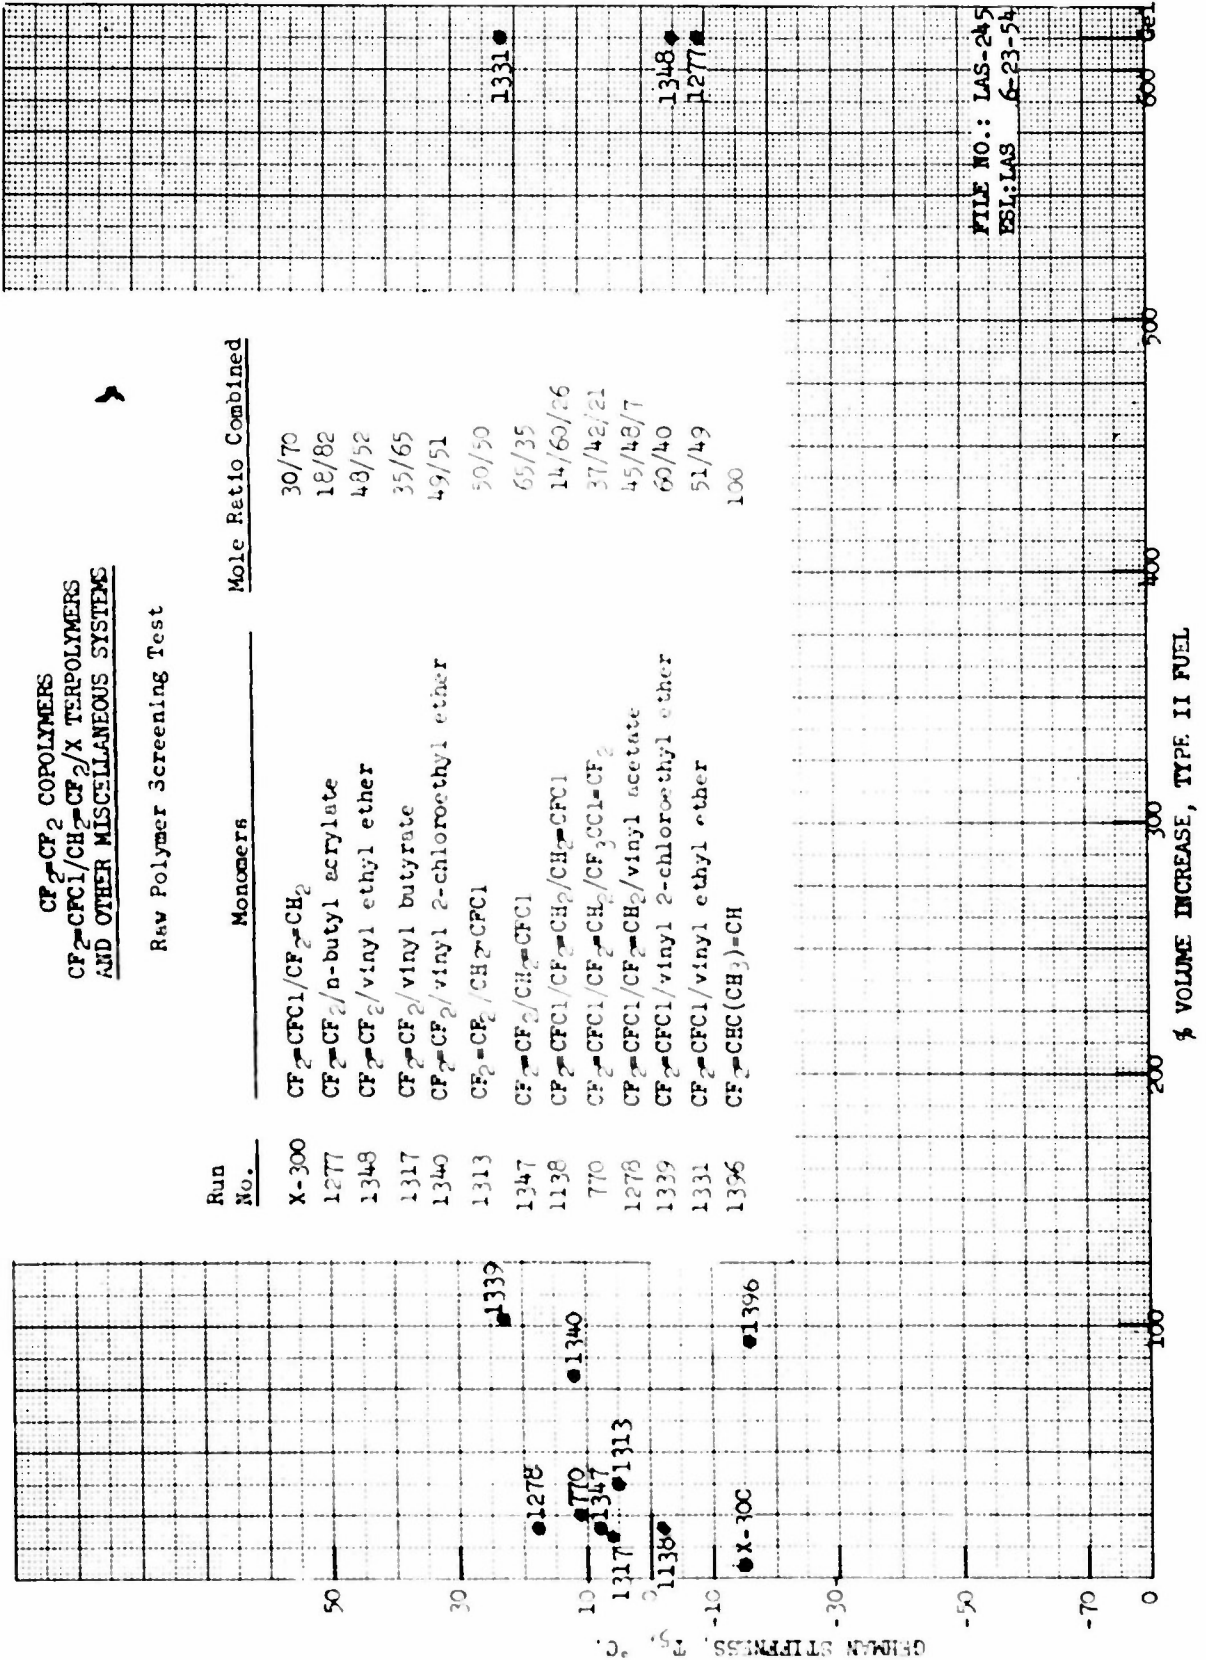 CF2=CF2 COPOLYMERS
CF2=CFCl/CH2=CF2/X TERPOLYMERS
AND OTHER MISCELLANEOUS SYSTEMS
Raw Polymer Screening Test
Run No. Monomers Mole Ratio Combined
X-300 CF2=CFCl/CF2=CH2 30/70
1277 CF2=CF2/n-butyl acrylate 18/82
1348 CF2=CF2/vinyl ethyl ether 48/52
1317 CF2=CF2/vinyl butyrate 35/65
1340 CF2=CF2/vinyl 2-chloroethyl ether 49/51
1313 CF2=CF2/CH2=CFCl 50/50
1347 CF2=CF2/CH2=CFCl 65/35
1138 CF2=CFCl/CF2=CH2/CH2=CFCl 14/60/26
770 CF2=CFCl/CF2=CH2/CF3CCl=CF2 37/42/21
1278 CF2=CFCl/CF2=CH2/vinyl acetate 45/48/7
1339 CF2=CFCl/vinyl 2-chloroethyl ether 60/40
1331 CF2=CFCl/vinyl ethyl ether 51/49
1396 CF2=CHC(CH3)=CH 100
1339
1331
1278
1340
770
1347
1313
1317
1138
1348
1277
X-300
1396
50
30
10
0
-10
-30
-50
-70
GEHMAN STIFFNESS, T5, °C.
0 100 200 300 400 500 600 Gel
% VOLUME INCREASE, TYPE II FUEL
FILE NO.: LAS-245
ESL:LAS 6-23-54